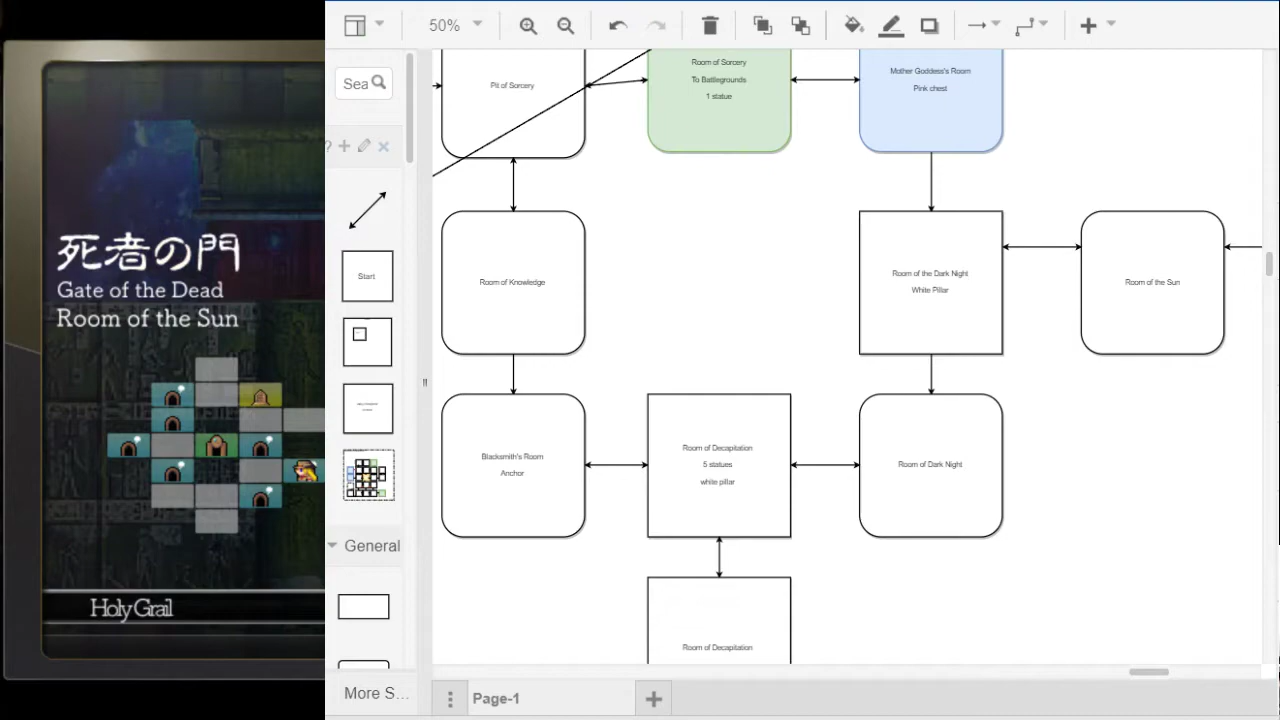 死者の門
Gate of the Dead
Room of the Sun
Holy Grail
50%
Sea
?
Start
General
More S...
Page-1
Pit of Sorcery
Room of Sorcery
To Battlegrounds
1 statue
Mother Goddess's Room
Pink chest
Room of Knowledge
Room of the Dark Night
White Pillar
Room of the Sun
Blacksmith's Room
Anchor
Room of Decapitation
5 statues
white pillar
Room of Dark Night
Room of Decapitation